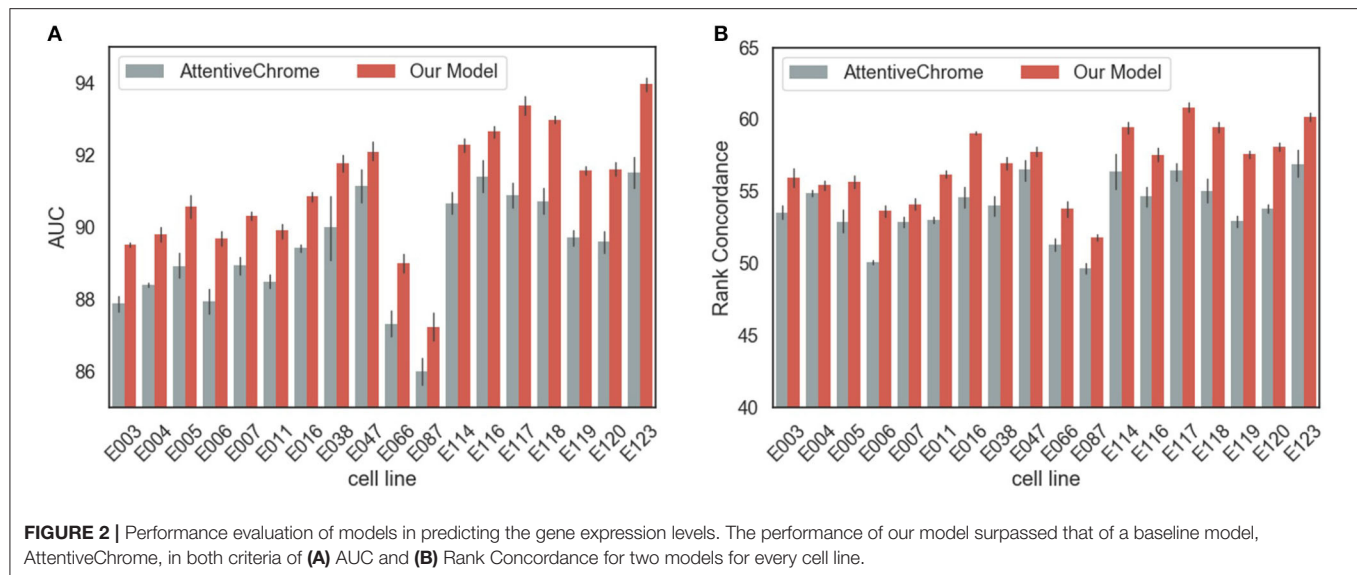 A
AttentiveChrome
Our Model
94
92
90
88
86
AUC
E003
E004
E005
E006
E007
E011
E016
E038
E047
E066
E087
E114
E116
E117
E118
E119
E120
E123
cell line
B
AttentiveChrome
Our Model
65
60
55
50
45
40
Rank Concordance
E003
E004
E005
E006
E007
E011
E016
E038
E047
E066
E087
E114
E116
E117
E118
E119
E120
E123
cell line
FIGURE 2 | Performance evaluation of models in predicting the gene expression levels. The performance of our model surpassed that of a baseline model,
AttentiveChrome, in both criteria of (A) AUC and (B) Rank Concordance for two models for every cell line.